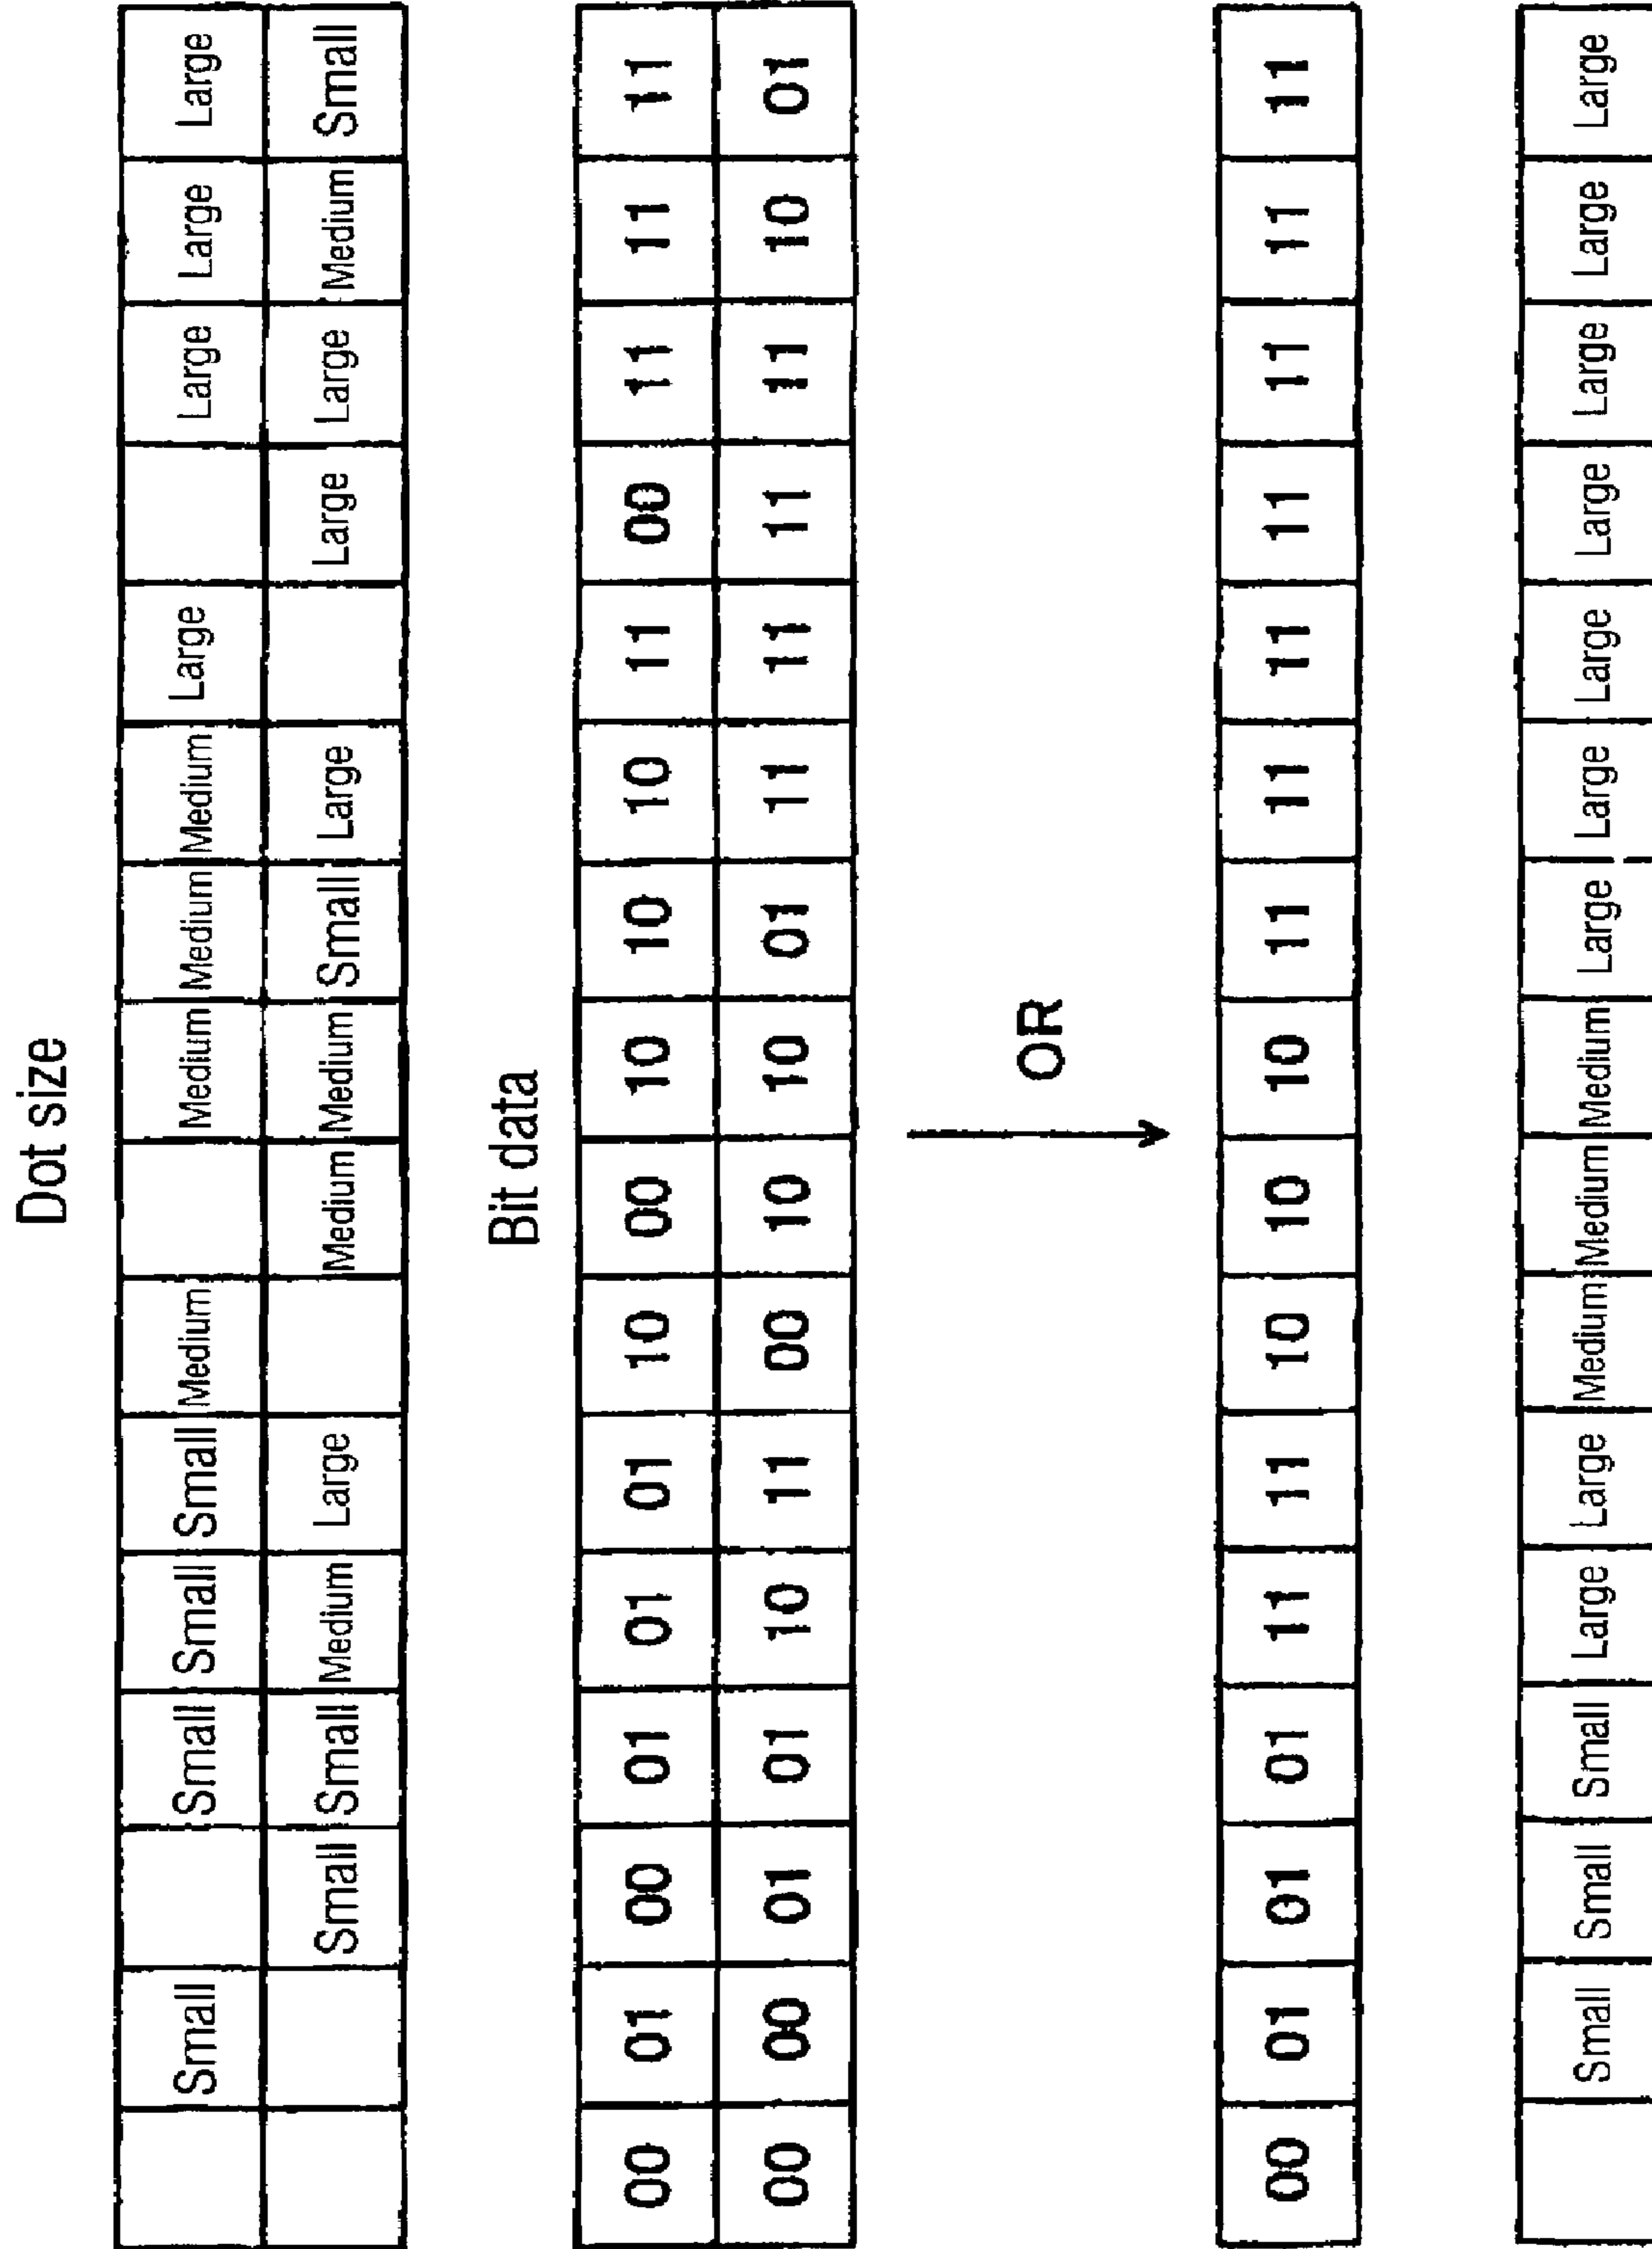 Dot size
Small Small Small Small Medium Medium Medium Medium Large Large Large Large
Small Small Medium Large Medium Medium Small Large Large Large Medium Small
Bit data
00 01 00 01 01 01 10 00 10 10 10 11 00 11 11 11
00 00 01 01 10 11 00 10 10 01 11 11 11 11 10 01
OR
00 01 01 01 11 11 10 10 10 11 11 11 11 11 11 11
Small Small Small Large Large Medium Medium Medium Large Large Large Large Large Large Large